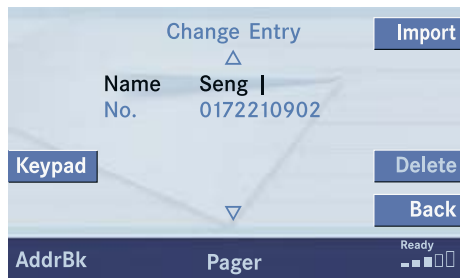 Change Entry
Import
Name Seng
No. 0172210902
Keypad
Delete
Back
AddrBk
Pager
Ready